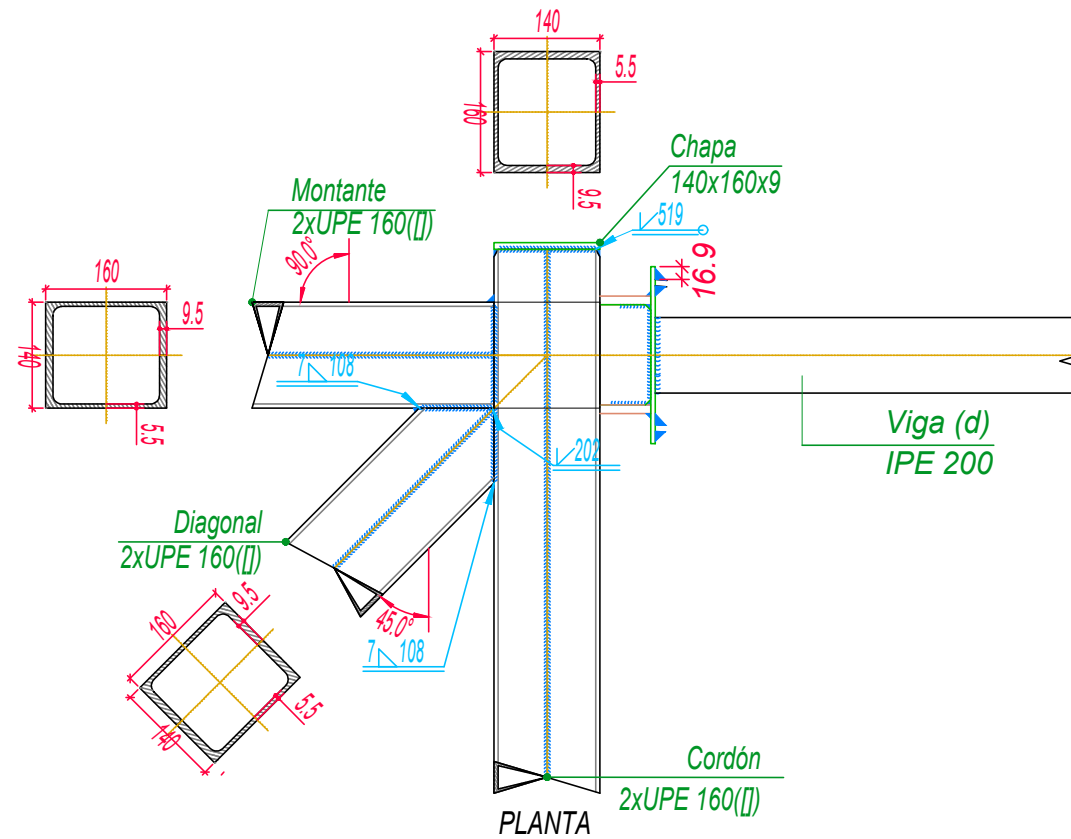 140
160
5.5
9.5
Chapa
140x160x9
519
16.9
Montante
2xUPE 160([])
90.0°
160
140
9.5
5.5
7 108
202
Viga (d)
IPE 200
Diagonal
2xUPE 160([])
45.0°
7 108
160
9.5
140
5.5
Cordón
2xUPE 160([])
PLANTA